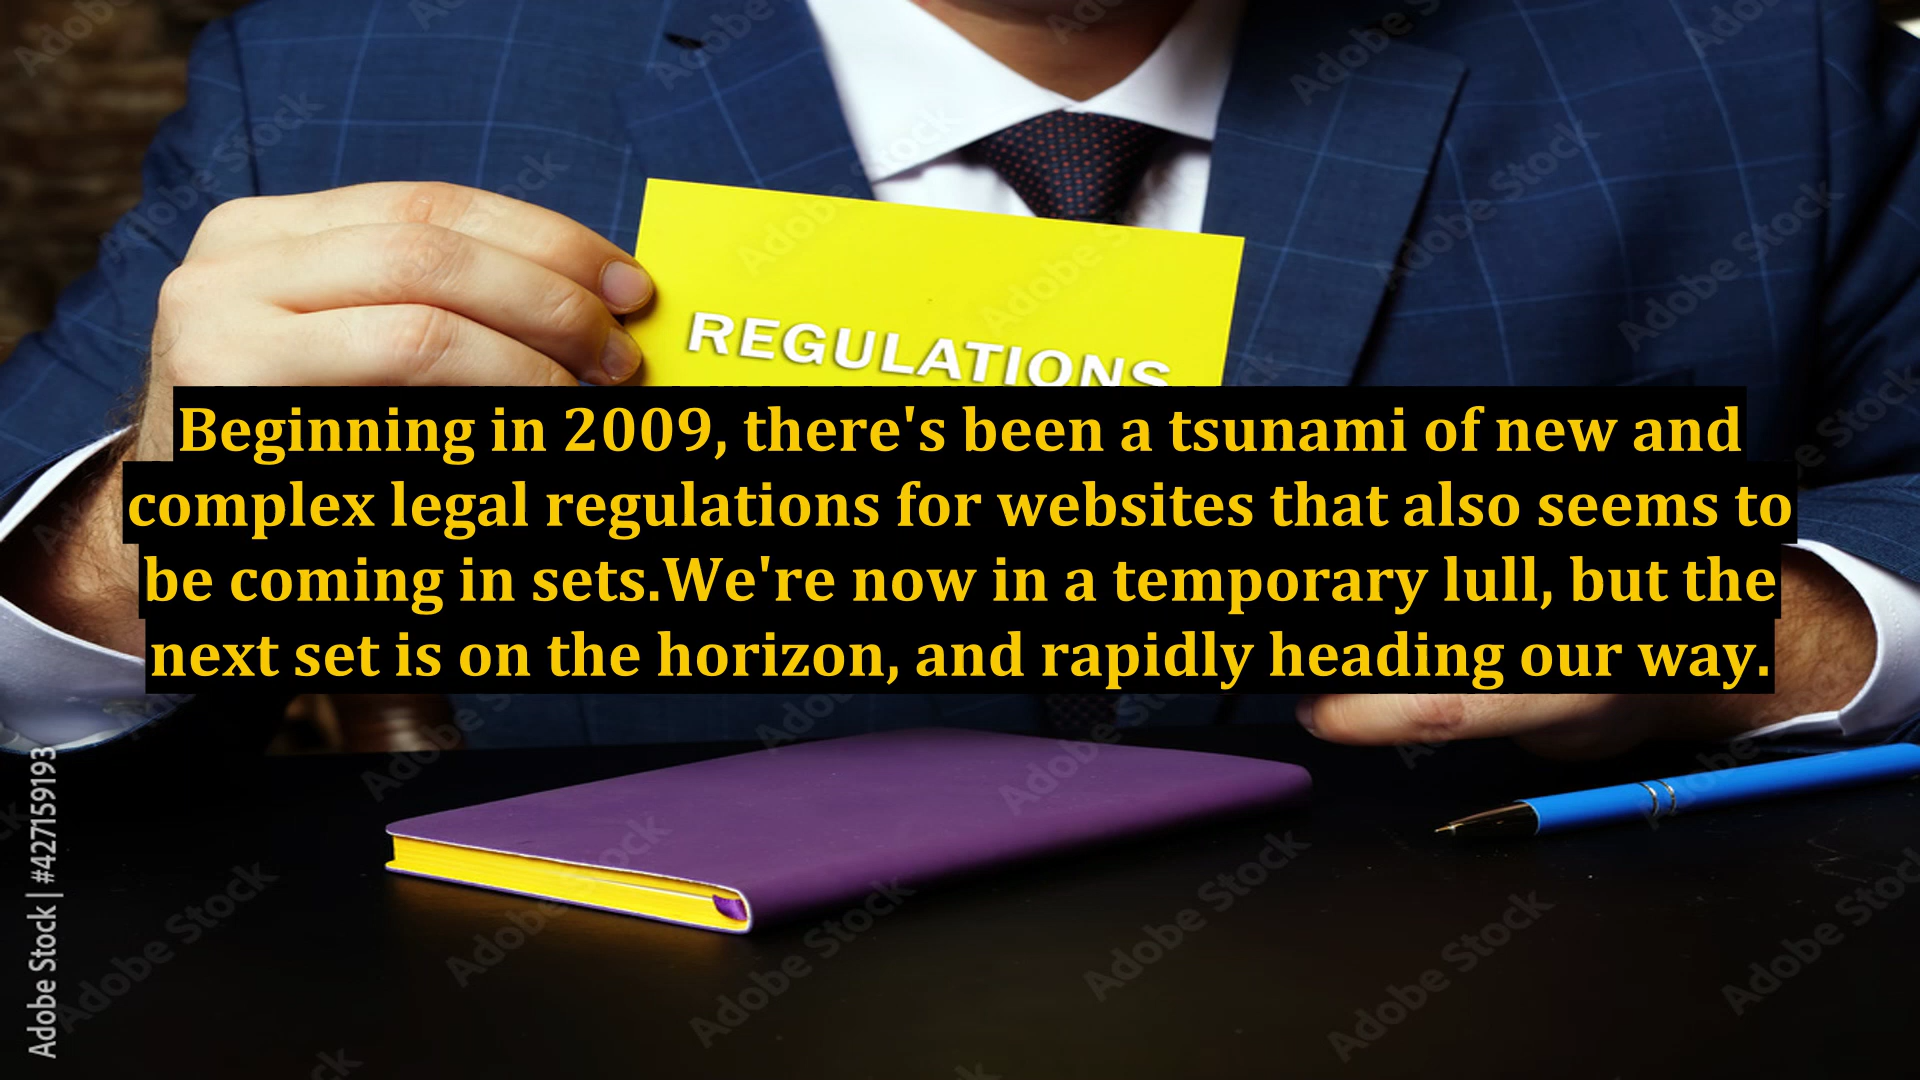 REGULATIONS
Beginning in 2009, there's been a tsunami of new and
complex legal regulations for websites that also seems to
be coming in sets.We're now in a temporary lull, but the
next set is on the horizon, and rapidly heading our way.
Adobe Stock | #427159193
Adobe Stock